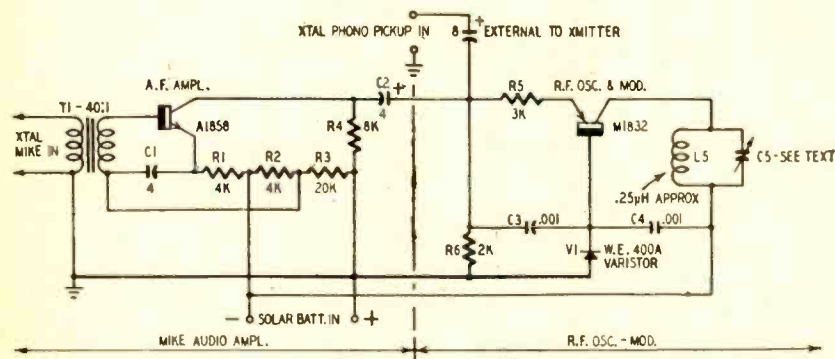 XTAL PHONO PICKUP IN
+
8
EXTERNAL TO XMITTER
A.F. AMPL.
T1 - 40:1
A1858
XTAL
MIKE IN
C1
4
R1
4K
R2
4K
R3
20K
R4
8K
C2
+
4
R5
3K
R.F. OSC. & MOD.
M1832
L5
C5-SEE TEXT
.25µH APPROX
C3
.001
C4
.001
R6
2K
V1
W.E. 400A
VARISTOR
- SOLAR BATT. IN +
MIKE AUDIO AMPL.
R.F. OSC. - MOD.